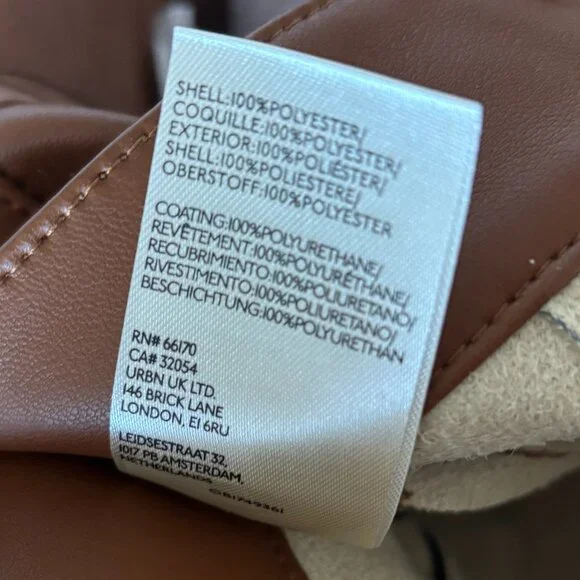 SHELL:100%POLYESTER/
COQUILLE:100%POLYESTER/
EXTERIOR:100%POLIÉSTER/
SHELL:100%POLIESTERE/
OBERSTOFF:100%POLYESTER
COATING:100%POLYURETHANE/
REVÊTEMENT:100%POLYURÉTHANE/
RECUBRIMIENTO:100%POLIURETANO/
RIVESTIMENTO:100%POLIURETANO/
BESCHICHTUNG:100%POLYURETHAN
RN# 66170
CA# 32054
URBN UK LTD.
146 BRICK LANE
LONDON, E1 6RU
LEIDSESTRAAT 32,
1017 PB AMSTERDAM,
NETHERLANDS